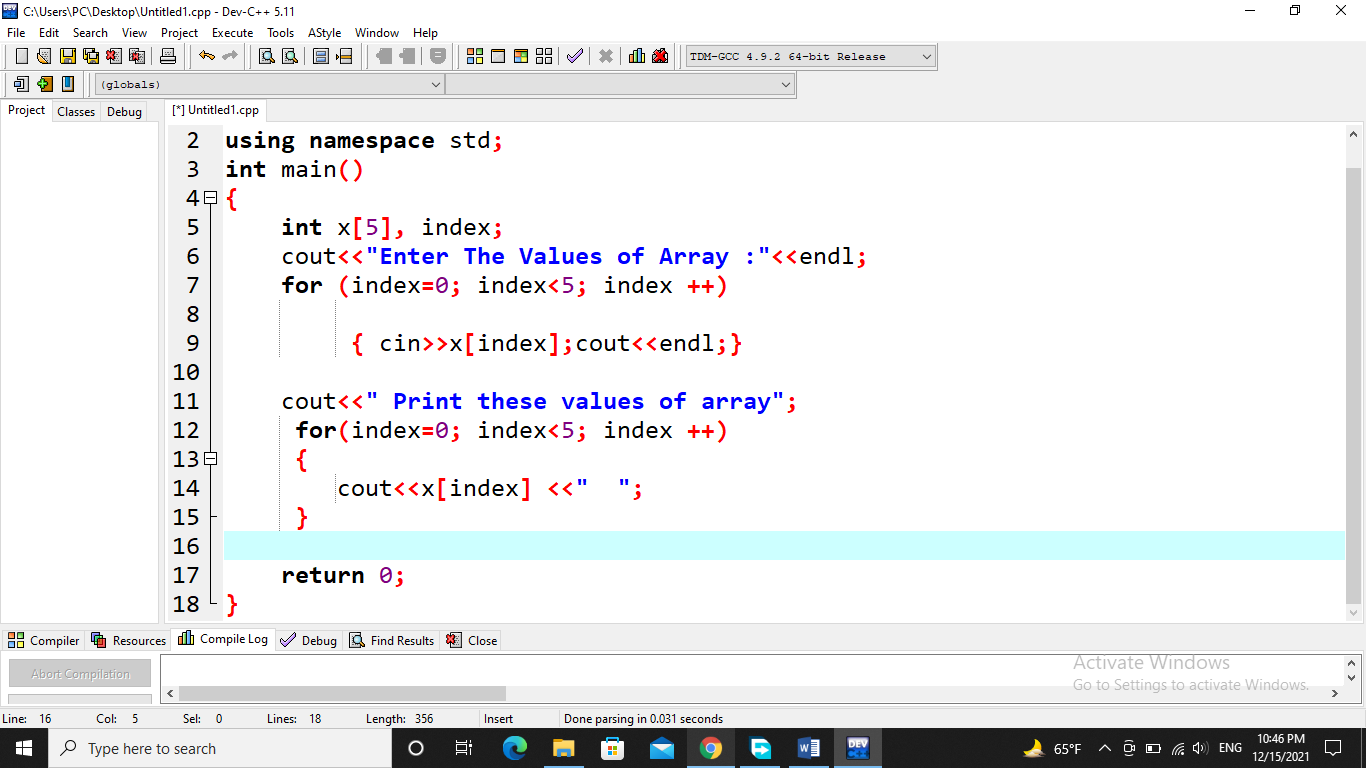 C:\Users\PC\Desktop\Untitled1.cpp - Dev-C++ 5.11
File Edit Search View Project Execute Tools AStyle Window Help
TDM-GCC 4.9.2 64-bit Release
(globals)
Project Classes Debug [*] Untitled1.cpp
2 using namespace std;
3 int main()
4 {
5 int x[5], index;
6 cout<<"Enter The Values of Array :"<<endl;
7 for (index=0; index<5; index ++)
8
9 { cin>>x[index];cout<<endl;}
10
11 cout<<" Print these values of array";
12 for(index=0; index<5; index ++)
13 {
14 cout<<x[index] <<"  ";
15 }
16
17 return 0;
18 }
Compiler Resources Compile Log Debug Find Results Close
Abort Compilation
Activate Windows
Go to Settings to activate Windows.
Line: 16 Col: 5 Sel: 0 Lines: 18 Length: 356 Insert Done parsing in 0.031 seconds
Type here to search
65°F ENG
10:46 PM
12/15/2021
DEV